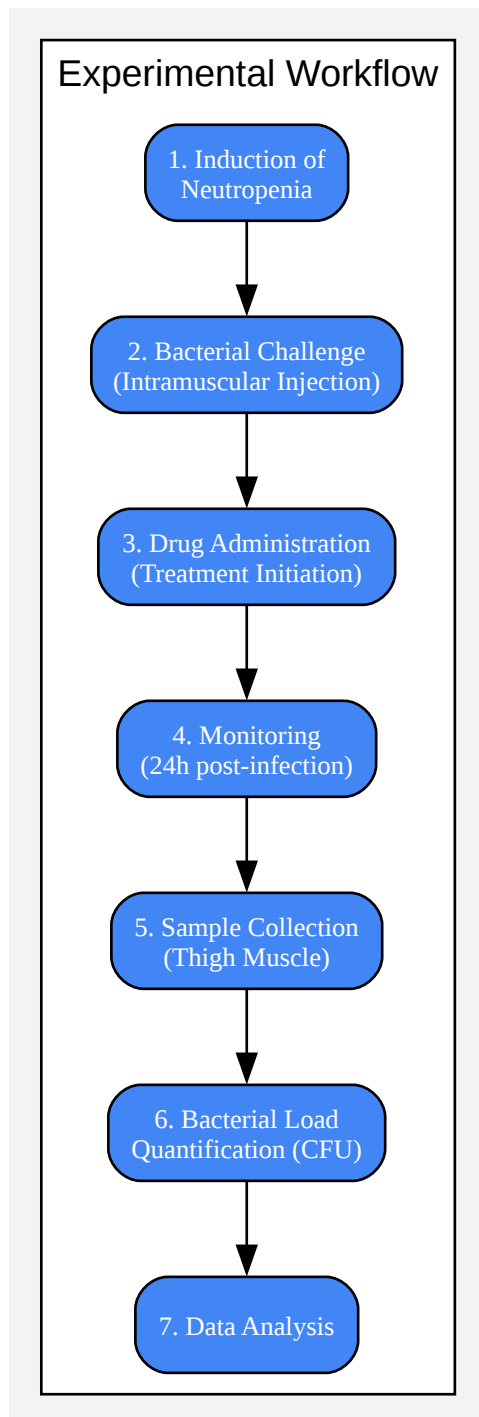 Experimental Workflow
1. Induction of
Neutropenia
2. Bacterial Challenge
(Intramuscular Injection)
3. Drug Administration
(Treatment Initiation)
4. Monitoring
(24h post-infection)
5. Sample Collection
(Thigh Muscle)
6. Bacterial Load
Quantification (CFU)
7. Data Analysis